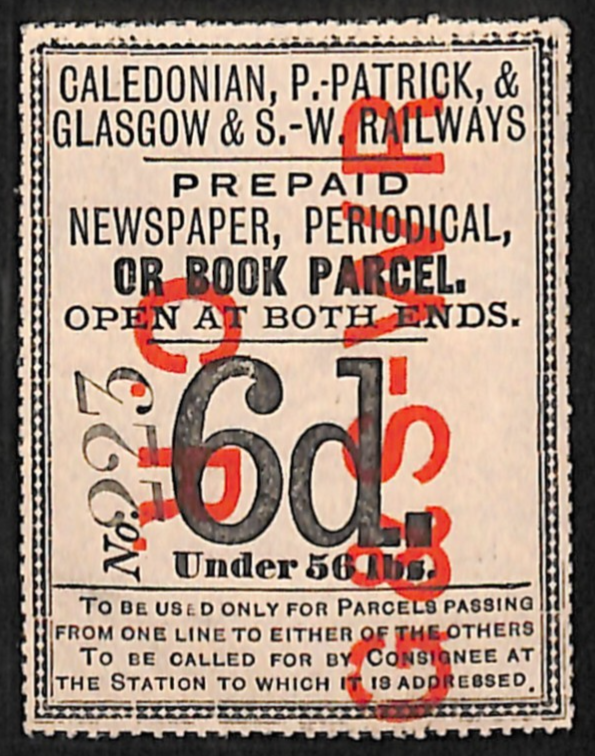 CALEDONIAN, P.-PATRICK, &
GLASGOW & S.-W. RAILWAYS
PREPAID
NEWSPAPER, PERIODICAL,
OR BOOK PARCEL.
OPEN AT BOTH ENDS.
6d.
Under 56 lbs.
No.
TO BE USED ONLY FOR PARCELS PASSING
FROM ONE LINE TO EITHER OF THE OTHERS
TO BE CALLED FOR BY CONSIGNEE AT
THE STATION TO WHICH IT IS ADDRESSED.
G&S-WR